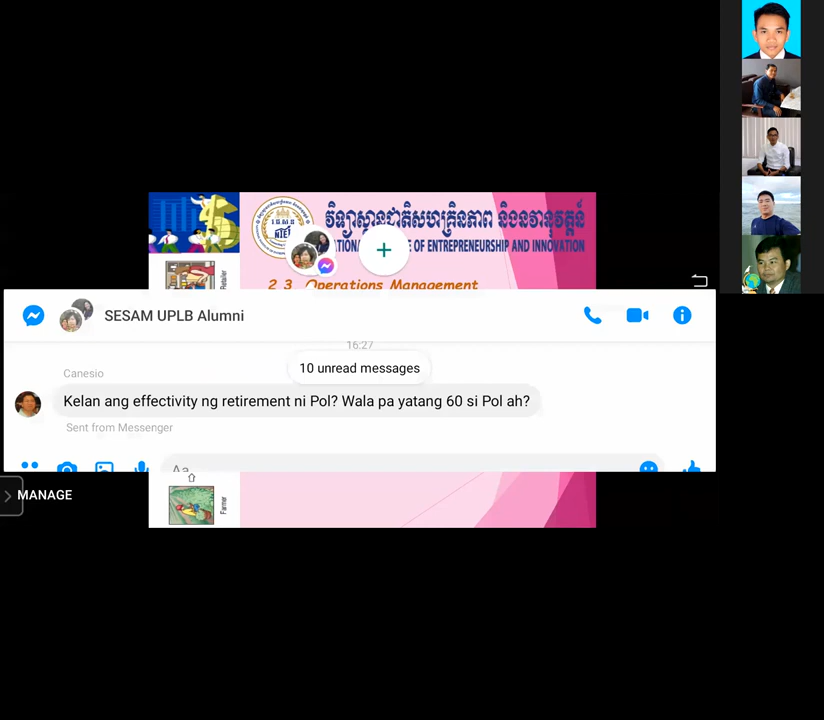 វិទ្យាស្ថានជាតិសហគ្រិនភាព និងនវានុវត្តន៍
NIEI
OF ENTREPRENEURSHIP AND INNOVATION
2.3 Operations Management
Retailer
SESAM UPLB Alumni
16:27
10 unread messages
Canesio
Kelan ang effectivity ng retirement ni Pol? Wala pa yatang 60 si Pol ah?
Sent from Messenger
Aa
MANAGE
Farmer